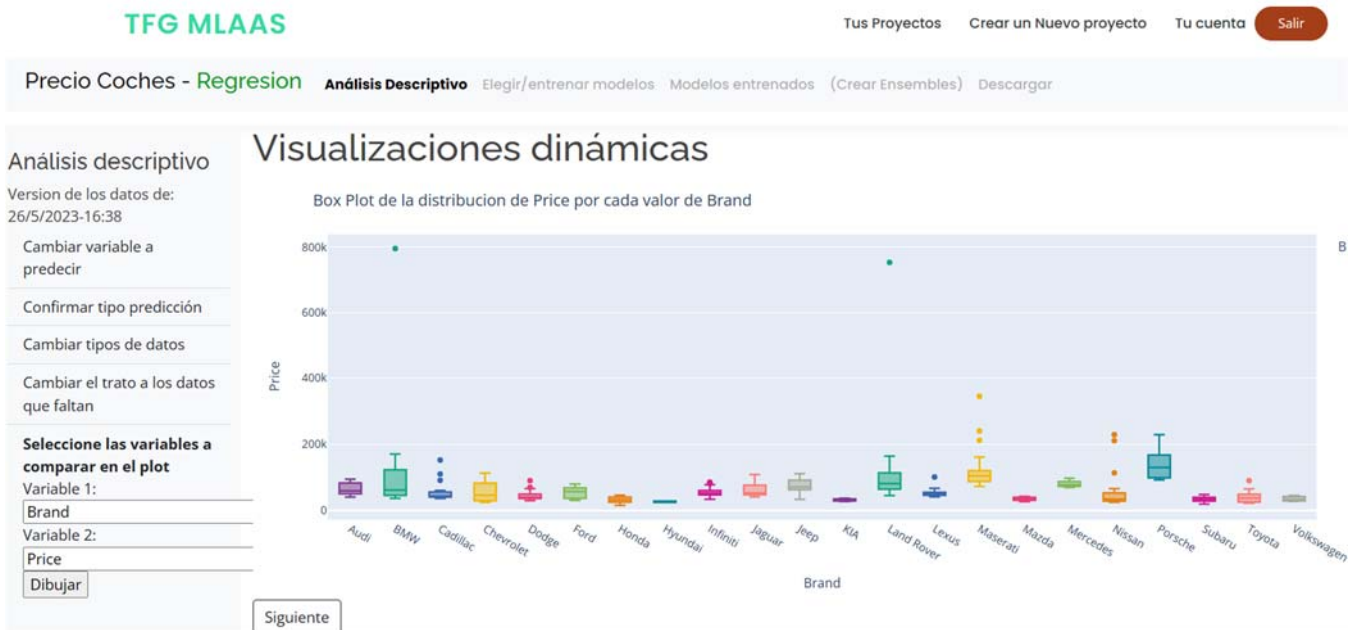 TFG MLAAS
Tus Proyectos
Crear un Nuevo proyecto
Tu cuenta
Salir
Precio Coches - Regresion
Análisis Descriptivo
Elegir/entrenar modelos
Modelos entrenados
(Crear Ensembles)
Descargar
Análisis descriptivo
Version de los datos de:
26/5/2023-16:38
Cambiar variable a
predecir
Confirmar tipo predicción
Cambiar tipos de datos
Cambiar el trato a los datos
que faltan
Seleccione las variables a
comparar en el plot
Variable 1:
Brand
Variable 2:
Price
Dibujar
Visualizaciones dinámicas
Box Plot de la distribucion de Price por cada valor de Brand
B
800k
600k
400k
200k
0
Price
Audi
BMW
Cadillac
Chevrolet
Dodge
Ford
Honda
Hyundai
Infiniti
Jaguar
Jeep
KIA
Land Rover
Lexus
Maserati
Mazda
Mercedes
Nissan
Porsche
Subaru
Toyota
Volkswagen
Brand
Siguiente